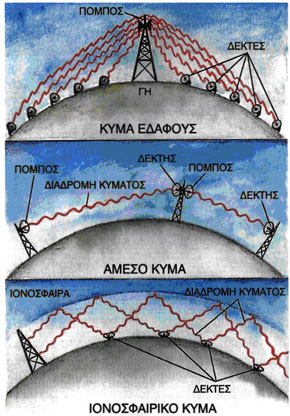 ΠΟΜΠΟΣ
ΔΕΚΤΕΣ
ΓΗ
ΚΥΜΑ ΕΔΑΦΟΥΣ
ΔΕΚΤΗΣ
ΠΟΜΠΟΣ
ΠΟΜΠΟΣ
ΔΙΑΔΡΟΜΗ ΚΥΜΑΤΟΣ
ΔΕΚΤΗΣ
ΑΜΕΣΟ ΚΥΜΑ
ΙΟΝΟΣΦΑΙΡΑ
ΔΙΑΔΡΟΜΗ ΚΥΜΑΤΟΣ
ΔΕΚΤΕΣ
ΙΟΝΟΣΦΑΙΡΙΚΟ ΚΥΜΑ